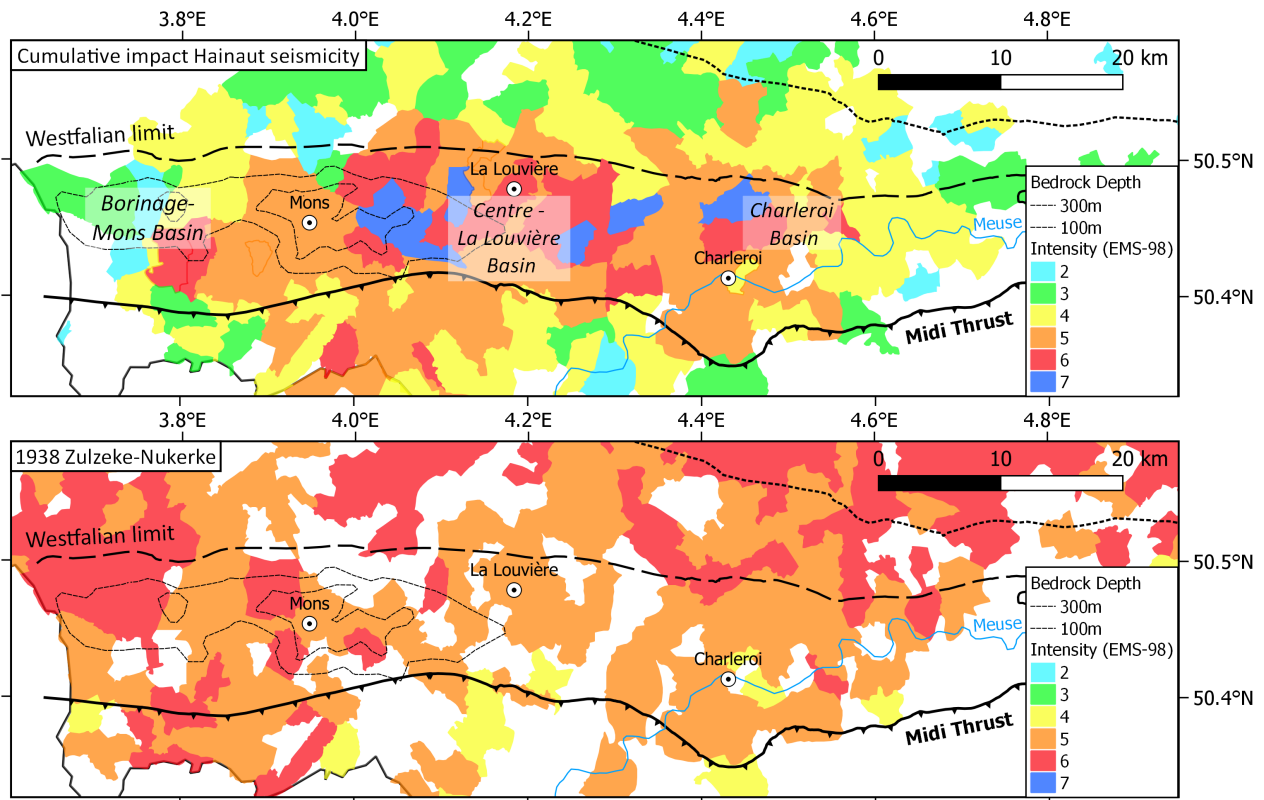 3.8°E 4.0°E 4.2°E 4.4°E 4.6°E 4.8°E
Cumulative impact Hainaut seismicity
0 10 20 km
Westfalian limit
50.5°N
La Louvière
Bedrock Depth
300m
100m
Intensity (EMS-98)
2
3
4
5
6
7
Borinage-
Mons Basin
Mons
Centre -
La Louvière
Basin
Charleroi
Basin
Meuse
Charleroi
50.4°N
Midi Thrust
3.8°E 4.0°E 4.2°E 4.4°E 4.6°E 4.8°E
1938 Zulzeke-Nukerke
0 10 20 km
Westfalian limit
50.5°N
La Louvière
Bedrock Depth
300m
100m
Intensity (EMS-98)
2
3
4
5
6
7
Mons
Meuse
Charleroi
50.4°N
Midi Thrust